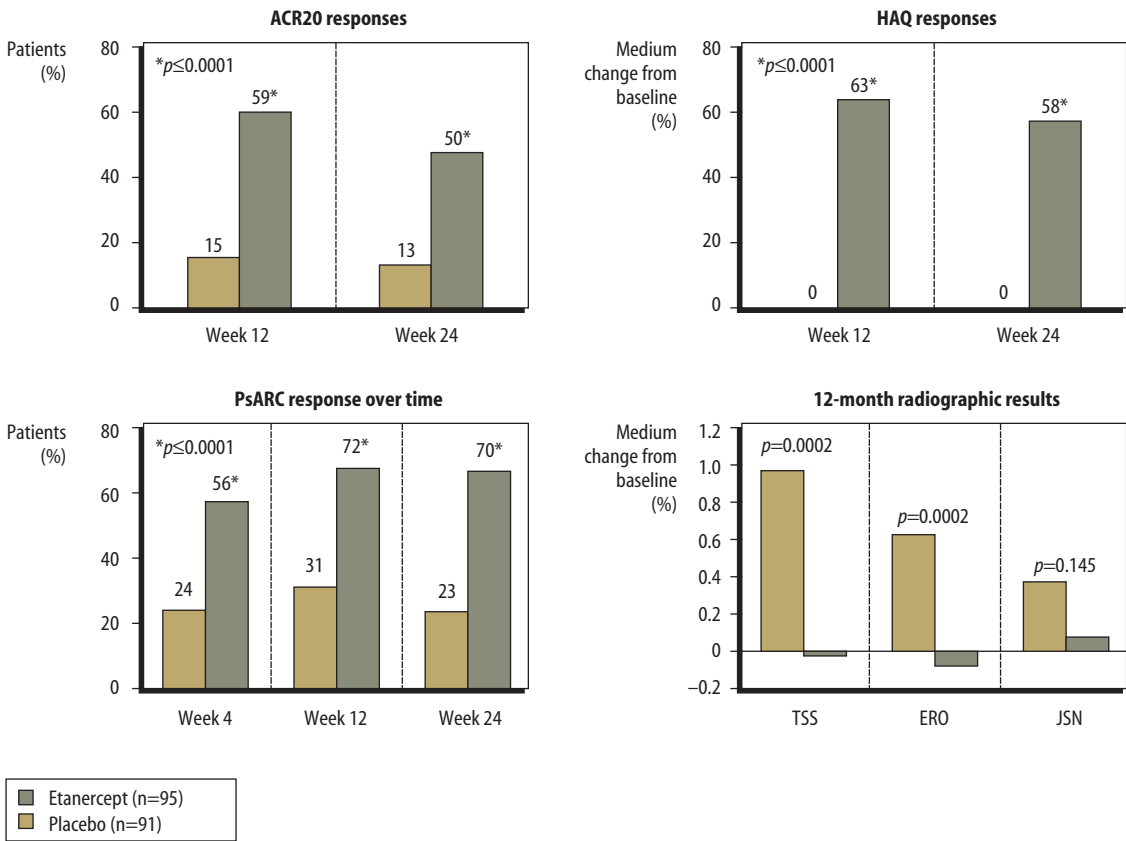 ACR20 responses
Patients
(%)
80
60
40
20
0
*p≤0.0001
15
59*
13
50*
Week 12
Week 24
HAQ responses
Medium
change from
baseline
(%)
80
60
40
20
0
*p≤0.0001
0
63*
0
58*
Week 12
Week 24
PsARC response over time
Patients
(%)
80
60
40
20
0
*p≤0.0001
24
56*
31
72*
23
70*
Week 4
Week 12
Week 24
12-month radiographic results
Medium
change from
baseline
(%)
1.2
1.0
0.8
0.6
0.4
0.2
0
–0.2
p=0.0002
p=0.0002
p=0.145
TSS
ERO
JSN
Etanercept (n=95)
Placebo (n=91)